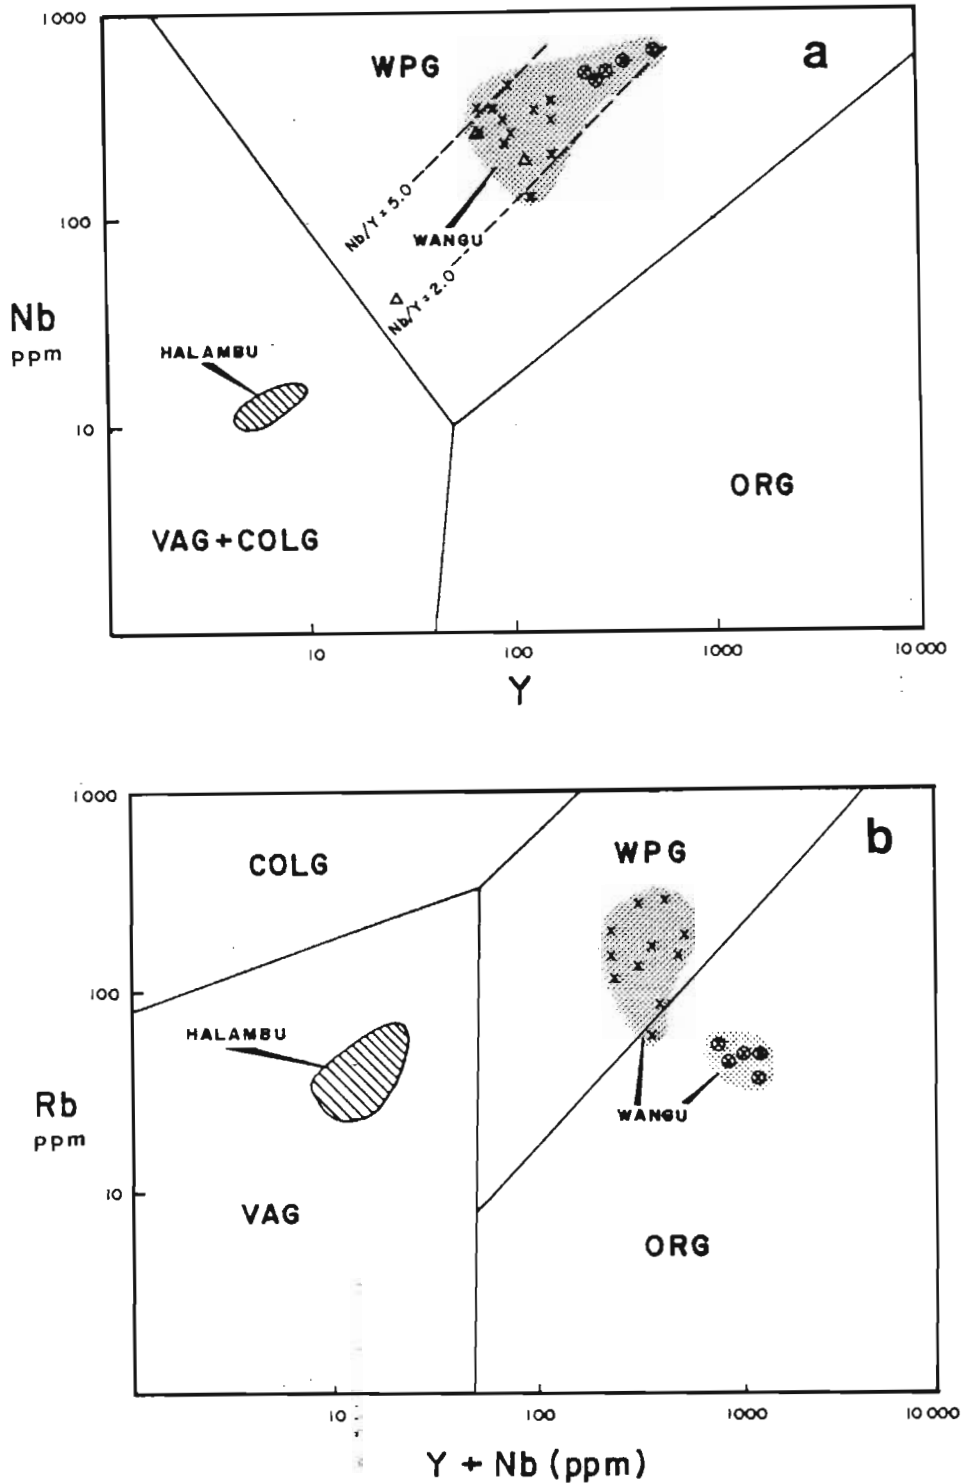 1000
a
WPG
Nb/Y = 5.0
100
WANGU
Nb/Y = 2.0
Nb
ppm
HALAMBU
10
ORG
VAG+COLG
10
100
1000
10 000
Y
1000
b
WPG
COLG
100
HALAMBU
Rb
ppm
WANGU
10
VAG
ORG
10
100
1000
10 000
Y + Nb (ppm)